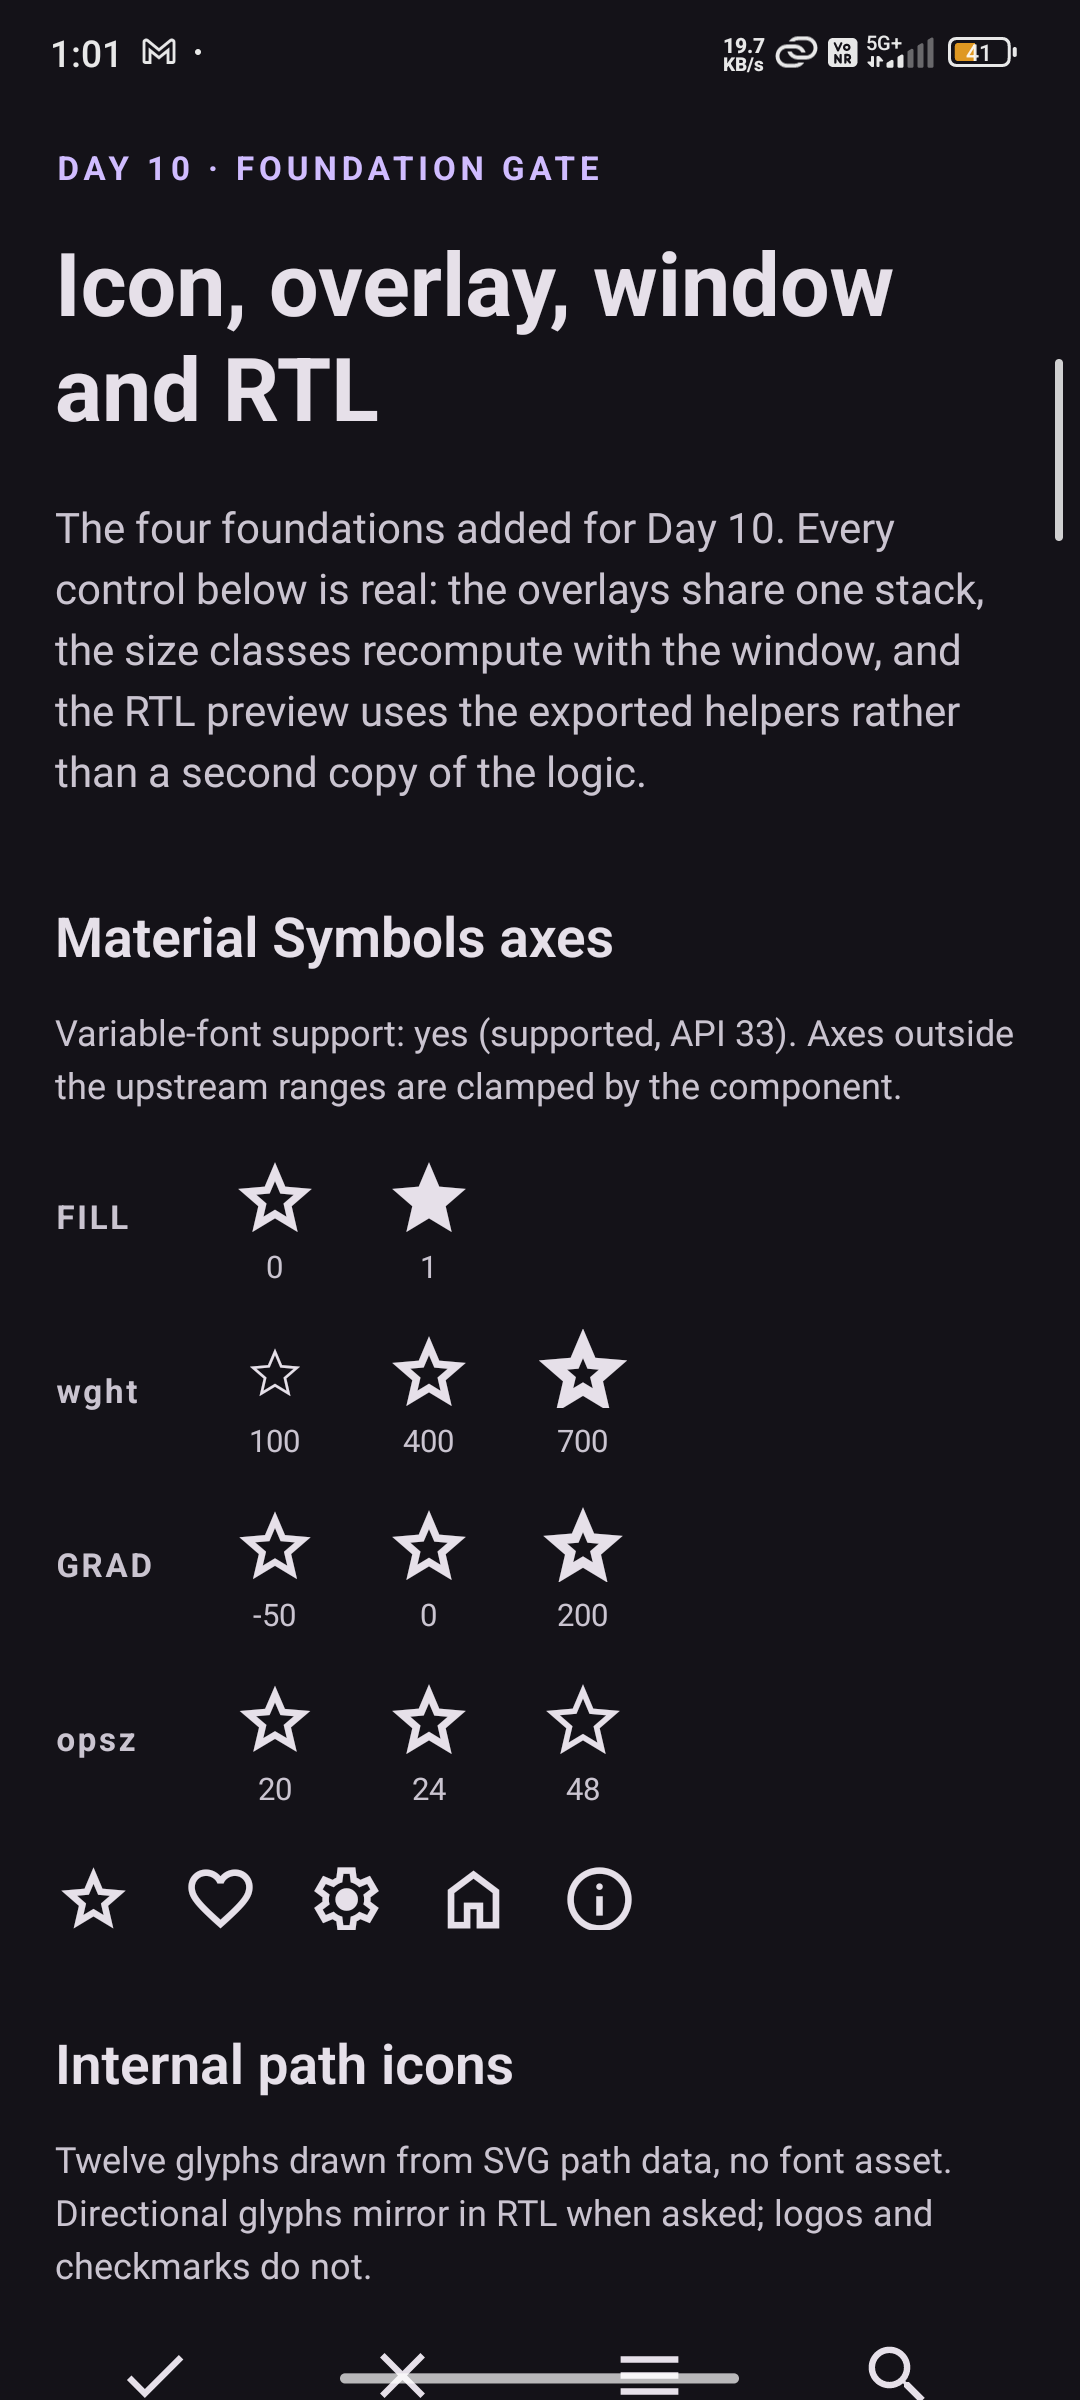 1:01
19.7
KB/s
Vo
NR
5G+
41
DAY 10 · FOUNDATION GATE
Icon, overlay, window
and RTL
The four foundations added for Day 10. Every
control below is real: the overlays share one stack,
the size classes recompute with the window, and
the RTL preview uses the exported helpers rather
than a second copy of the logic.
Material Symbols axes
Variable-font support: yes (supported, API 33). Axes outside
the upstream ranges are clamped by the component.
FILL
0 1
wght
100 400 700
GRAD
-50 0 200
opsz
20 24 48
Internal path icons
Twelve glyphs drawn from SVG path data, no font asset.
Directional glyphs mirror in RTL when asked; logos and
checkmarks do not.